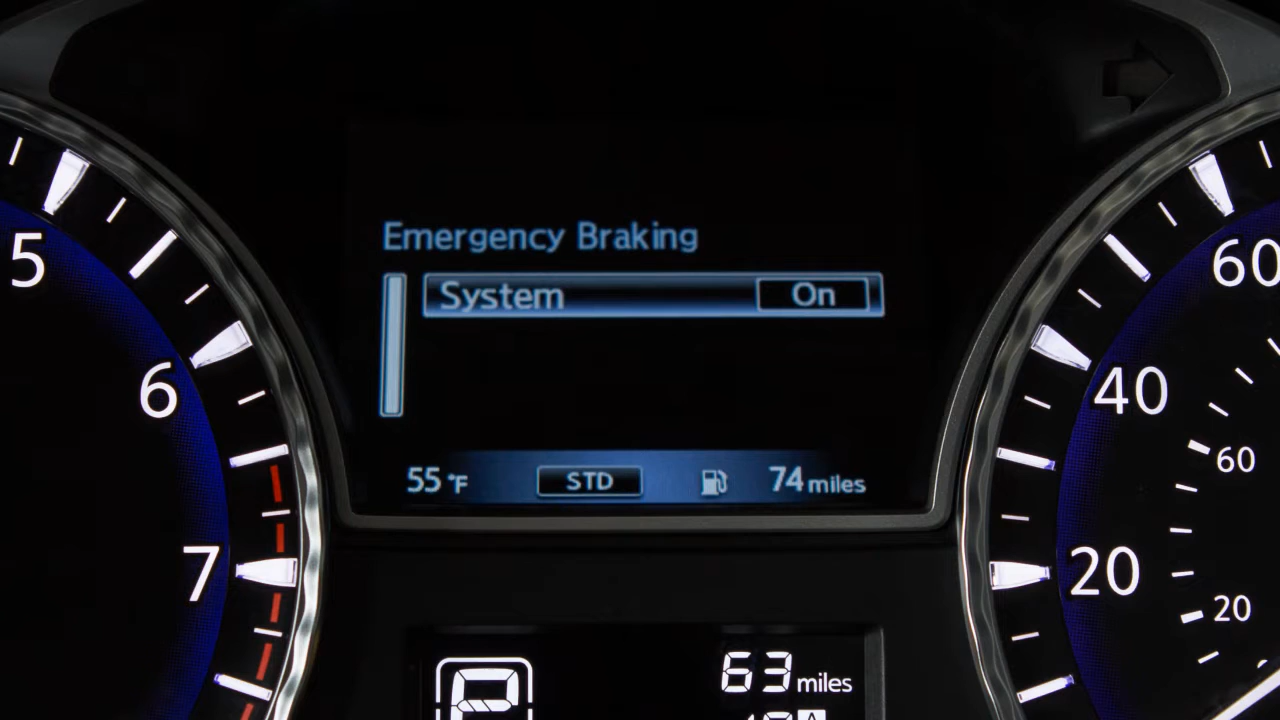 Emergency Braking
System On
55 °F STD 74 miles
5
6
7
60
40
20
60
20
P 63 miles
A